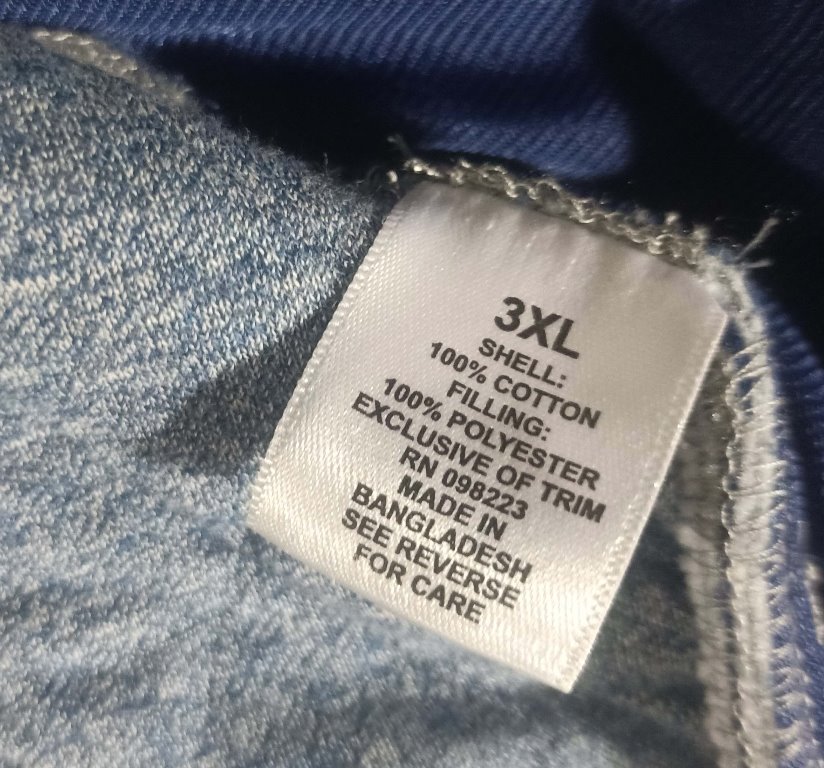 3XL
SHELL:
100% COTTON
FILLING:
100% POLYESTER
EXCLUSIVE OF TRIM
RN 098223
MADE IN
BANGLADESH
SEE REVERSE
FOR CARE